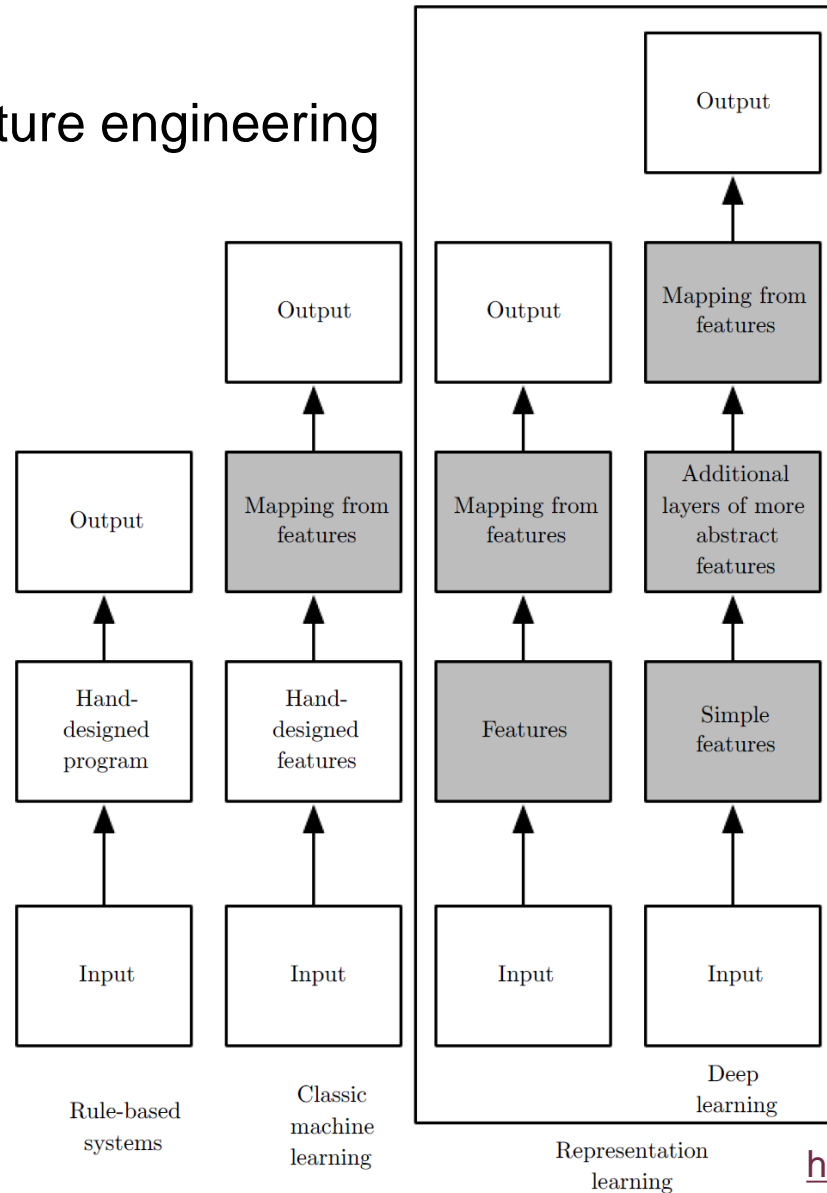 ture engineering
Output
Output
Output
Mapping from
features
Output
Mapping from
features
Mapping from
features
Additional
layers of more
abstract
features
Hand-
designed
program
Hand-
designed
features
Features
Simple
features
Input
Input
Input
Input
Rule-based
systems
Classic
machine
learning
Representation
learning
Deep
learning
h